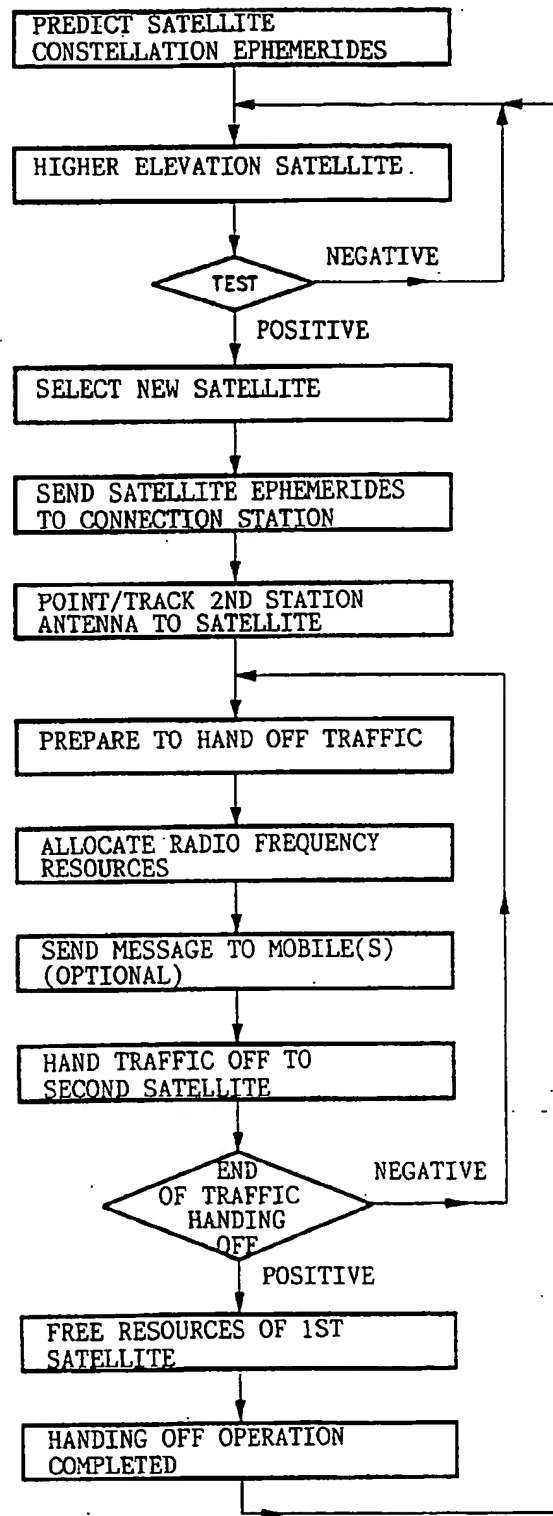 PREDICT SATELLITE
CONSTELLATION EPHEMERIDES
HIGHER ELEVATION SATELLITE.
TEST
NEGATIVE
POSITIVE
SELECT NEW SATELLITE
SEND SATELLITE EPHEMERIDES
TO CONNECTION STATION
POINT/TRACK 2ND STATION
ANTENNA TO SATELLITE
PREPARE TO HAND OFF TRAFFIC
ALLOCATE RADIO FREQUENCY
RESOURCES
SEND MESSAGE TO MOBILE(S)
(OPTIONAL)
HAND TRAFFIC OFF TO
SECOND SATELLITE
END
OF TRAFFIC
HANDING
OFF
NEGATIVE
POSITIVE
FREE RESOURCES OF 1ST
SATELLITE
HANDING OFF OPERATION
COMPLETED